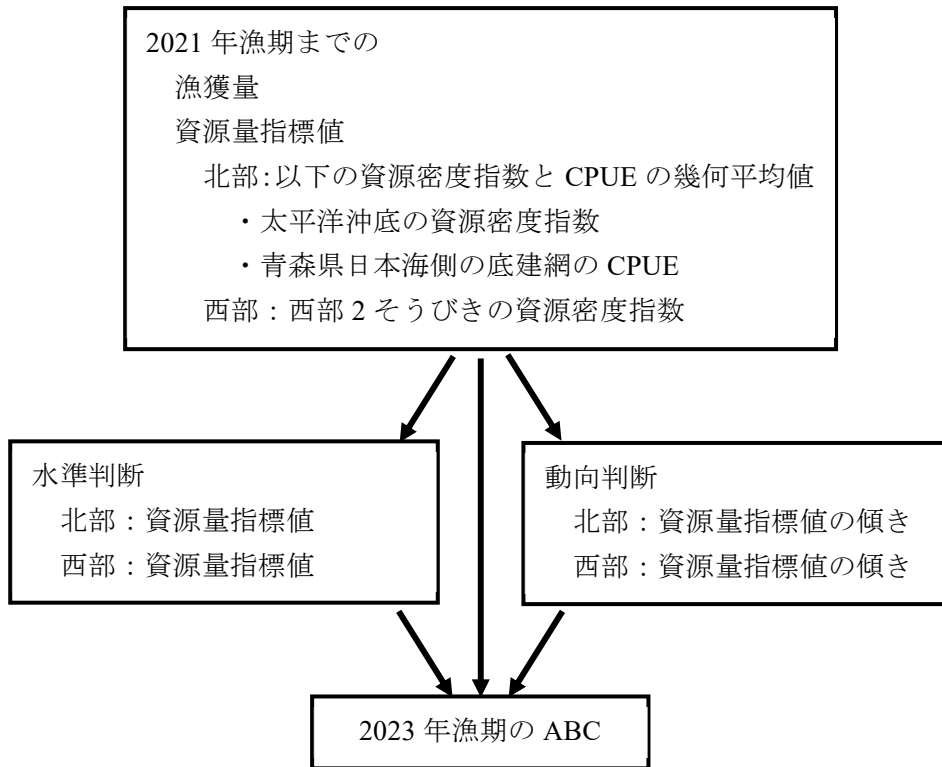 2021 年漁期までの
漁獲量
資源量指標値
北部：以下の資源密度指数と CPUE の幾何平均値
・太平洋沖底の資源密度指数
・青森県日本海側の底建網の CPUE
西部：西部 2 そうびきの資源密度指数
水準判断
北部：資源量指標値
西部：資源量指標値
動向判断
北部：資源量指標値の傾き
西部：資源量指標値の傾き
2023 年漁期の ABC